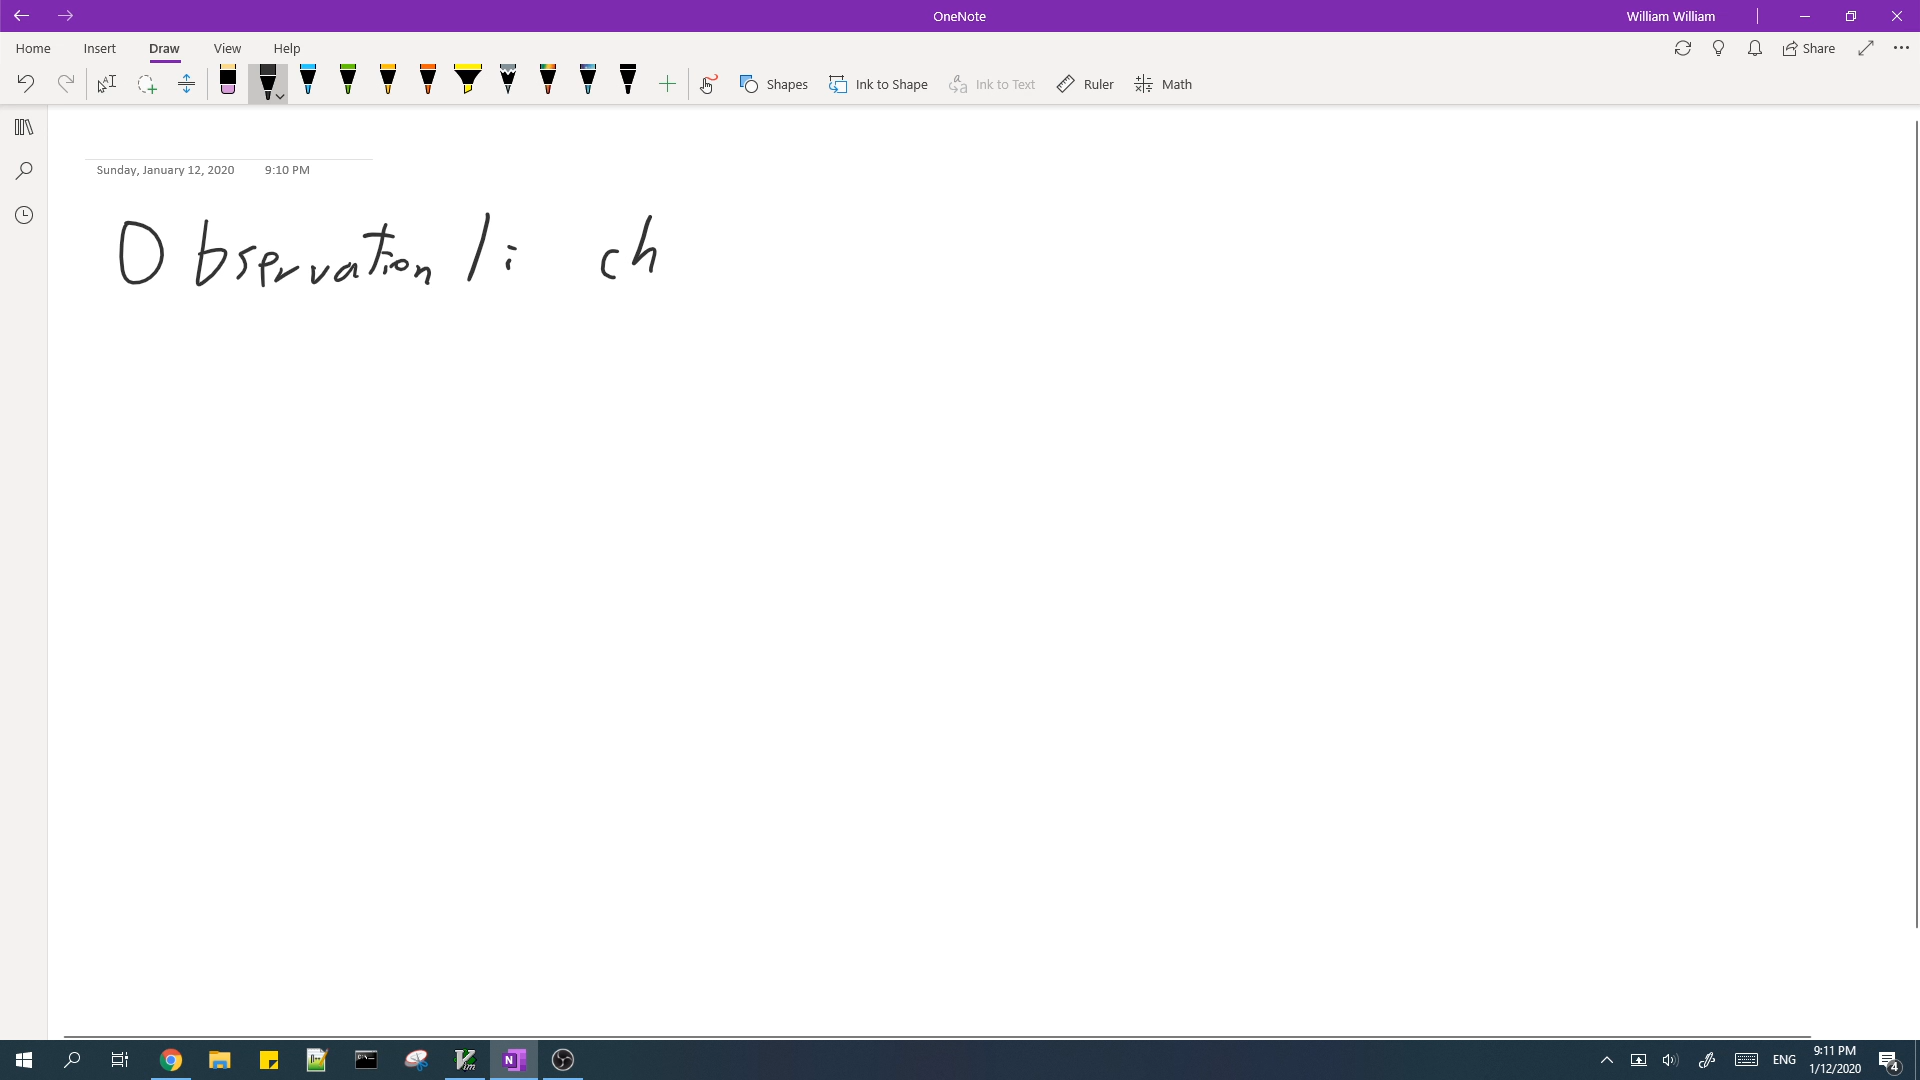 OneNote
William William
Home Insert Draw View Help
Share
Shapes Ink to Shape Ink to Text Ruler Math
Sunday, January 12, 2020 9:10 PM
Observation 1: ch
ENG
9:11 PM
1/12/2020
4